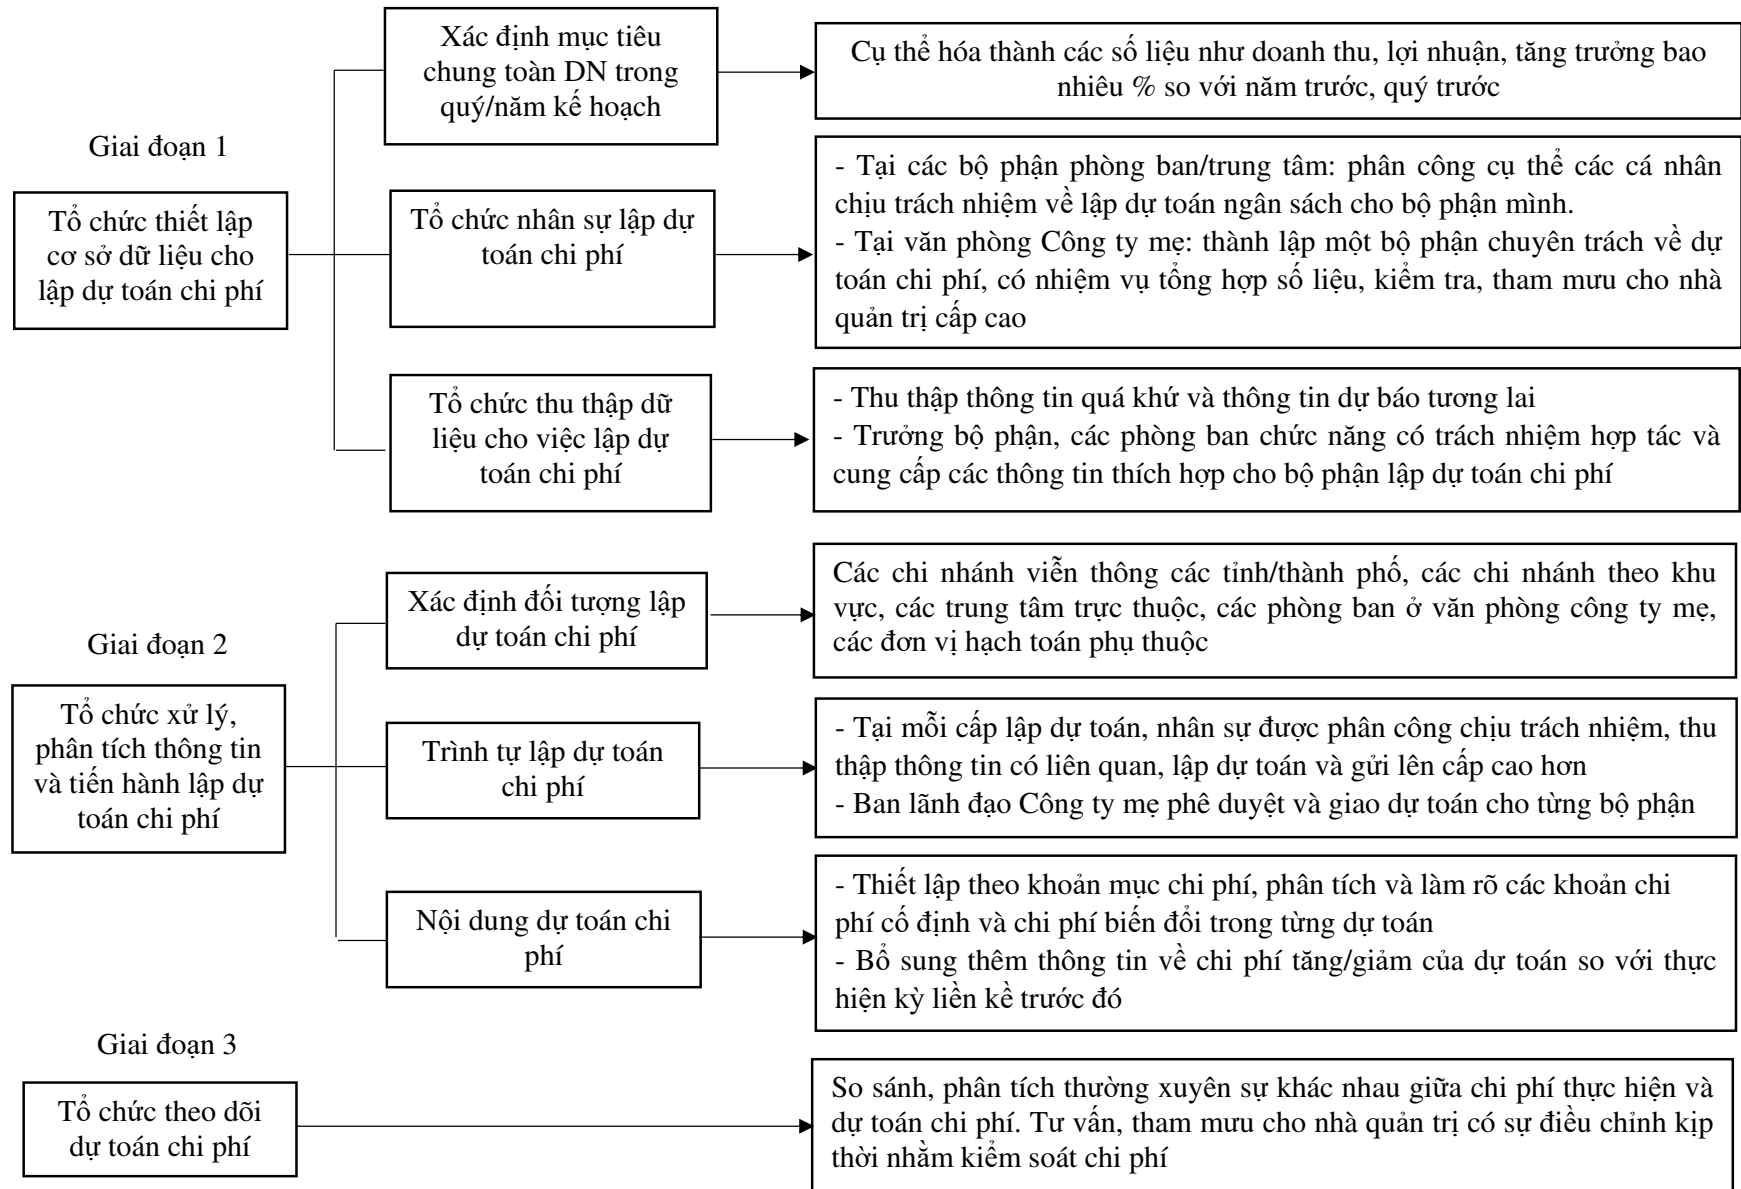 Giai đoạn 1
Tổ chức thiết lập
cơ sở dữ liệu cho
lập dự toán chi phí
Xác định mục tiêu
chung toàn DN trong
quý/năm kế hoạch
Cụ thể hóa thành các số liệu như doanh thu, lợi nhuận, tăng trưởng bao
nhiêu % so với năm trước, quý trước
Tổ chức nhân sự lập dự
toán chi phí
- Tại các bộ phận phòng ban/trung tâm: phân công cụ thể các cá nhân
chịu trách nhiệm về lập dự toán ngân sách cho bộ phận mình.
- Tại văn phòng Công ty mẹ: thành lập một bộ phận chuyên trách về dự
toán chi phí, có nhiệm vụ tổng hợp số liệu, kiểm tra, tham mưu cho nhà
quản trị cấp cao
Tổ chức thu thập dữ
liệu cho việc lập dự
toán chi phí
- Thu thập thông tin quá khứ và thông tin dự báo tương lai
- Trưởng bộ phận, các phòng ban chức năng có trách nhiệm hợp tác và
cung cấp các thông tin thích hợp cho bộ phận lập dự toán chi phí
Giai đoạn 2
Tổ chức xử lý,
phân tích thông tin
và tiến hành lập dự
toán chi phí
Xác định đối tượng lập
dự toán chi phí
Các chi nhánh viễn thông các tỉnh/thành phố, các chi nhánh theo khu
vực, các trung tâm trực thuộc, các phòng ban ở văn phòng công ty mẹ,
các đơn vị hạch toán phụ thuộc
Trình tự lập dự toán
chi phí
- Tại mỗi cấp lập dự toán, nhân sự được phân công chịu trách nhiệm, thu
thập thông tin có liên quan, lập dự toán và gửi lên cấp cao hơn
- Ban lãnh đạo Công ty mẹ phê duyệt và giao dự toán cho từng bộ phận
Nội dung dự toán chi
phí
- Thiết lập theo khoản mục chi phí, phân tích và làm rõ các khoản chi
phí cố định và chi phí biến đổi trong từng dự toán
- Bổ sung thêm thông tin về chi phí tăng/giảm của dự toán so với thực
hiện kỳ liền kề trước đó
Giai đoạn 3
Tổ chức theo dõi
dự toán chi phí
So sánh, phân tích thường xuyên sự khác nhau giữa chi phí thực hiện và
dự toán chi phí. Tư vấn, tham mưu cho nhà quản trị có sự điều chỉnh kịp
thời nhằm kiểm soát chi phí